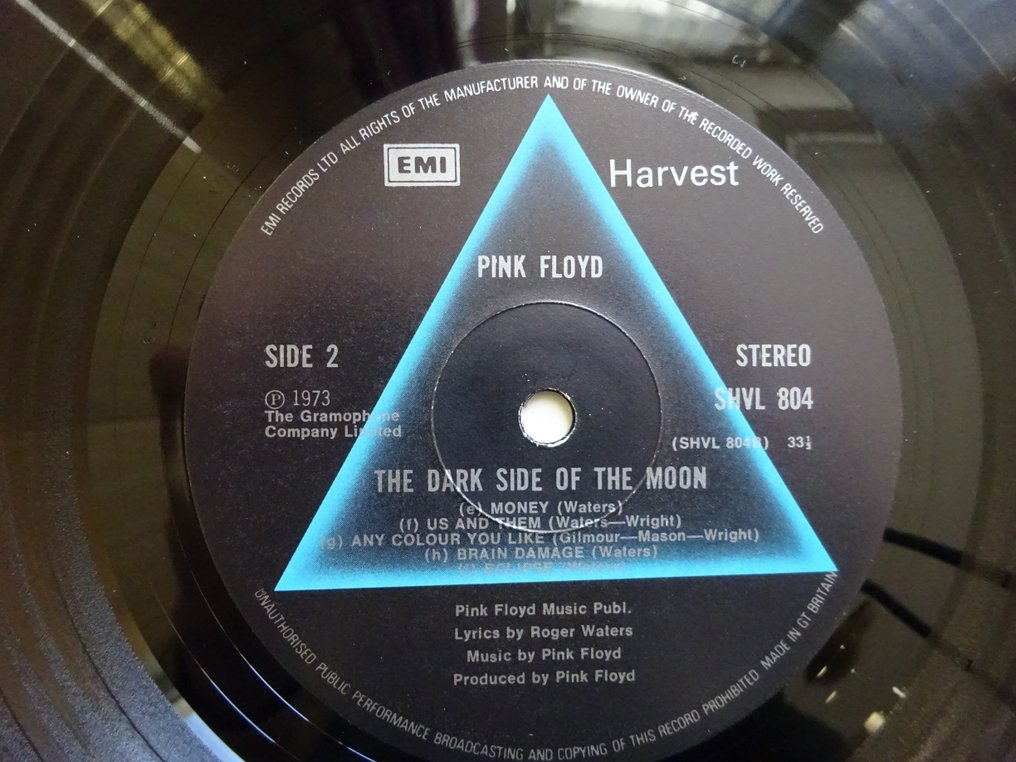 EMI RECORDS LTD ALL RIGHTS OF THE MANUFACTURER AND OF THE OWNER OF THE RECORDED WORK RESERVED
EMI
Harvest
PINK FLOYD
SIDE 2
STEREO
Ⓟ 1973
SHVL 804
The Gramophone
Company Limited
(SHVL 804B) 33⅓
THE DARK SIDE OF THE MOON
(e) MONEY (Waters)
(f) US AND THEM (Waters—Wright)
(g) ANY COLOUR YOU LIKE (Gilmour—Mason—Wright)
(h) BRAIN DAMAGE (Waters)
ECLIPSE (Waters)
Pink Floyd Music Publ.
Lyrics by Roger Waters
Music by Pink Floyd
Produced by Pink Floyd
UNAUTHORISED PUBLIC PERFORMANCE BROADCASTING AND COPYING OF THIS RECORD PROHIBITED MADE IN GT BRITAIN